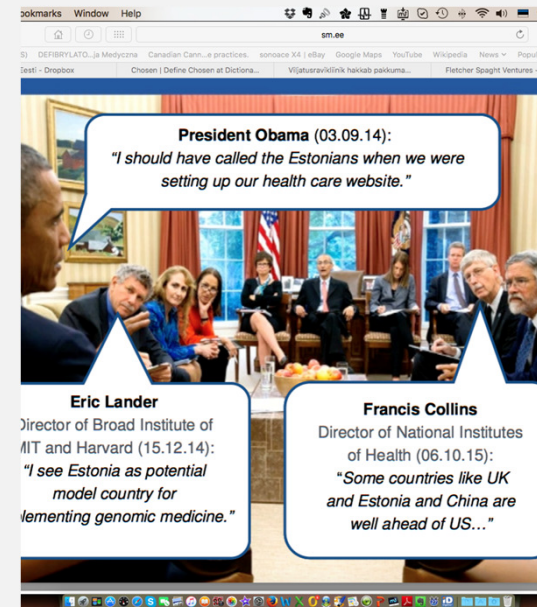 ookmarks Window Help
sm.ee
S) DEFIBRYLATO...ja Medyczna Canadian Cann...e practices. sonoace X4 | eBay Google Maps YouTube Wikipedia News Popu
Eesti - Dropbox Chosen | Define Chosen at Dictiona... Viljatusravikliinik hakkab pakkuma... Fletcher Spaght Ventures -
President Obama (03.09.14):
"I should have called the Estonians when we were
setting up our health care website."
Eric Lander
Director of Broad Institute of
MIT and Harvard (15.12.14):
"I see Estonia as potential
model country for
lementing genomic medicine."
Francis Collins
Director of National Institutes
of Health (06.10.15):
"Some countries like UK
and Estonia and China are
well ahead of US…"